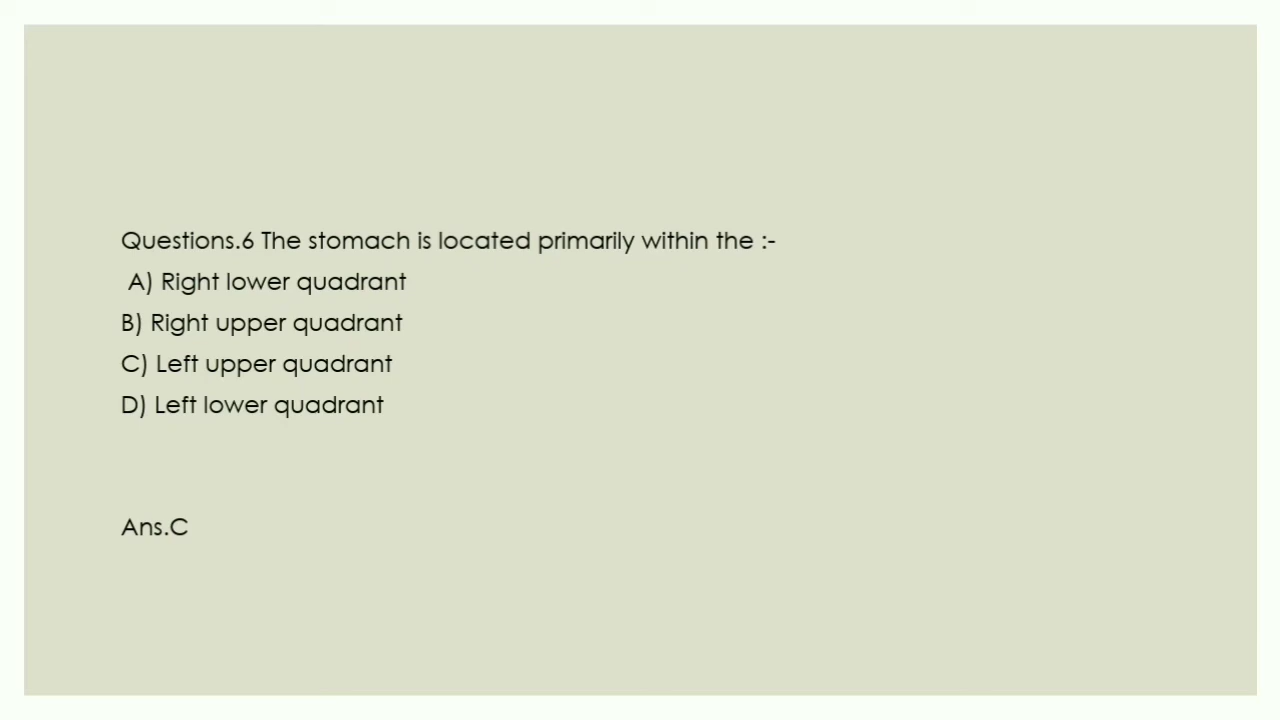 Questions.6 The stomach is located primarily within the :-
A) Right lower quadrant
B) Right upper quadrant
C) Left upper quadrant
D) Left lower quadrant
Ans.C